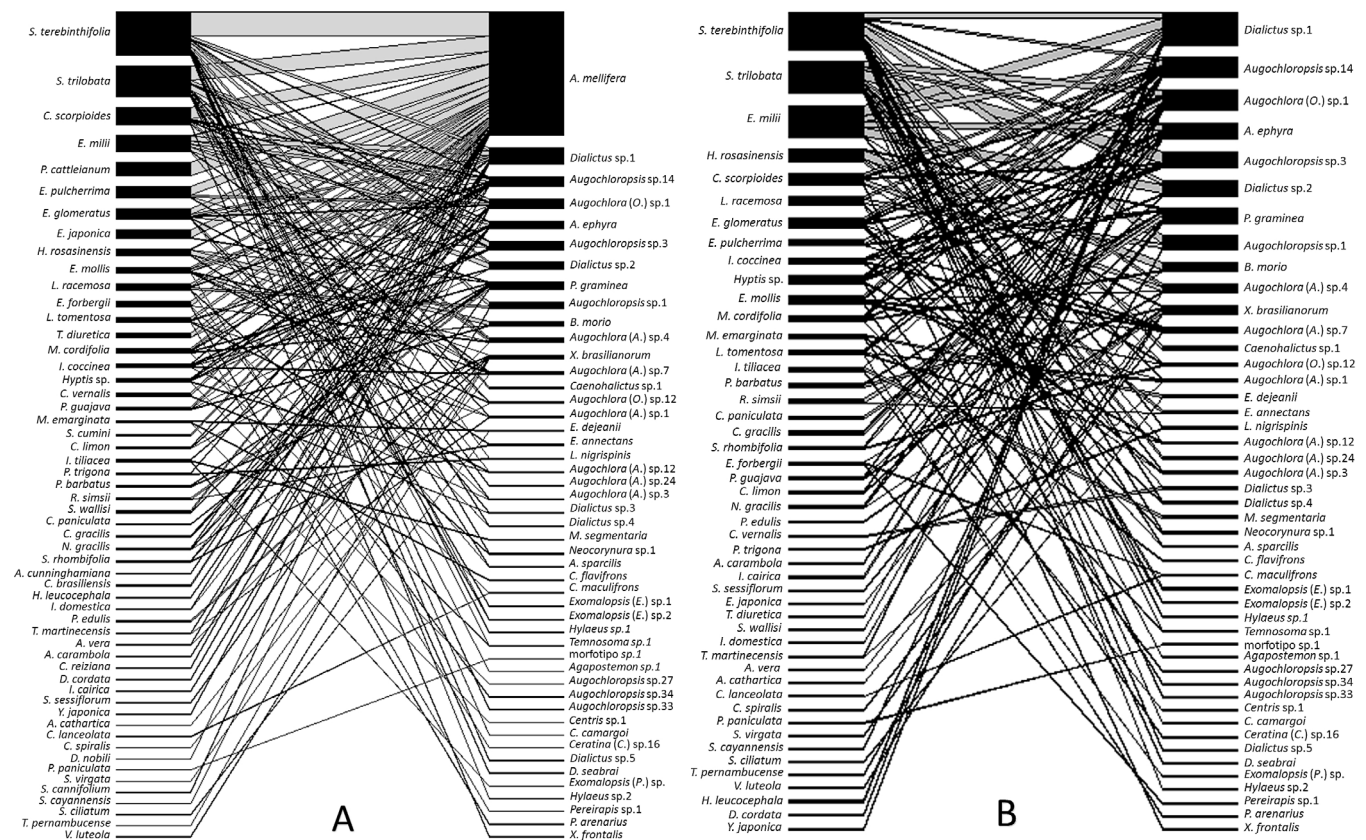 S. terebinthifolia
S. trilobata
C. scorpioides
E. milii
P. cattleianum
E. pulcherrima
E. glomeratus
E. japonica
H. rosasinensis
E. mollis
L. racemosa
E. forbergii
L. tomentosa
T. diuretica
M. cordifolia
I. coccinea
Hyptis sp.
C. vernalis
P. guajava
M. emarginata
S. cumini
C. limon
I. tiliacea
P. trigona
P. barbatus
R. simsii
S. wallisi
C. paniculata
C. gracilis
N. gracilis
S. rhombifolia
A. cunninghamiana
C. brasiliensis
H. leucocephala
I. domestica
P. edulis
T. martinecensis
A. vera
A. carambola
C. reiziana
D. cordata
I. cairica
S. sessiflorum
Y. japonica
A. cathartica
C. lanceolata
C. spiralis
D. nobili
P. paniculata
S. virgata
S. cannifolium
S. cayannensis
S. ciliatum
T. pernambucense
V. luteola
A. mellifera
Dialictus sp.1
Augochloropsis sp.14
Augochlora (O.) sp.1
A. ephyra
Augochloropsis sp.3
Dialictus sp.2
P. graminea
Augochloropsis sp.1
B. morio
Augochlora (A.) sp.4
X. brasilianorum
Augochlora (A.) sp.7
Caenohalictus sp.1
Augochlora (O.) sp.12
Augochlora (A.) sp.1
E. dejeanii
E. annectans
L. nigrispinis
Augochlora (A.) sp.12
Augochlora (A.) sp.24
Augochlora (A.) sp.3
Dialictus sp.3
Dialictus sp.4
M. segmentaria
Neocorynura sp.1
A. sparcilis
C. flavifrons
C. maculifrons
Exomalopsis (E.) sp.1
Exomalopsis (E.) sp.2
Hylaeus sp.1
Temnosoma sp.1
morfotipo sp.1
Agapostemon sp.1
Augochloropsis sp.27
Augochloropsis sp.34
Augochloropsis sp.33
Centris sp.1
C. camargoi
Ceratina (C.) sp.16
Dialictus sp.5
D. seabrai
Exomalopsis (P.) sp.
Hylaeus sp.2
Pereirapis sp.1
P. arenarius
X. frontalis
A
S. terebinthifolia
S. trilobata
E. milii
H. rosasinensis
C. scorpioides
L. racemosa
E. glomeratus
E. pulcherrima
I. coccinea
Hyptis sp.
E. mollis
M. cordifolia
M. emarginata
L. tomentosa
I. tiliacea
P. barbatus
R. simsii
C. paniculata
C. gracilis
S. rhombifolia
E. forbergii
P. guajava
C. limon
N. gracilis
P. edulis
C. vernalis
P. trigona
A. carambola
I. cairica
S. sessiflorum
E. japonica
T. diuretica
S. wallisi
I. domestica
T. martinecensis
A. vera
A. cathartica
C. lanceolata
C. spiralis
P. paniculata
S. virgata
S. cayannensis
S. ciliatum
T. pernambucense
V. luteola
H. leucocephala
D. cordata
Y. japonica
Dialictus sp.1
Augochloropsis sp.14
Augochlora (O.) sp.1
A. ephyra
Augochloropsis sp.3
Dialictus sp.2
P. graminea
Augochloropsis sp.1
B. morio
Augochlora (A.) sp.4
X. brasilianorum
Augochlora (A.) sp.7
Caenohalictus sp.1
Augochlora (O.) sp.12
Augochlora (A.) sp.1
E. dejeanii
E. annectans
L. nigrispinis
Augochlora (A.) sp.12
Augochlora (A.) sp.24
Augochlora (A.) sp.3
Dialictus sp.3
Dialictus sp.4
M. segmentaria
Neocorynura sp.1
A. sparcilis
C. flavifrons
C. maculifrons
Exomalopsis (E.) sp.1
Exomalopsis (E.) sp.2
Hylaeus sp.1
Temnosoma sp.1
morfotipo sp.1
Agapostemon sp.1
Augochloropsis sp.27
Augochloropsis sp.34
Augochloropsis sp.33
Centris sp.1
C. camargoi
Ceratina (C.) sp.16
Dialictus sp.5
D. seabrai
Exomalopsis (P.) sp.
Hylaeus sp.2
Pereirapis sp.1
P. arenarius
X. frontalis
B